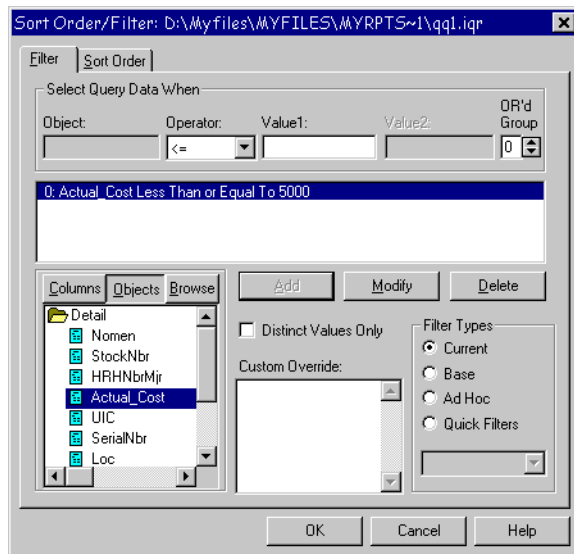 Sort Order/Filter: D:\Myfiles\MYFILES\MYRPTS~1\qq1.iqr
Filter Sort Order
Select Query Data When
Object: Operator: Value1: Value2: OR'd Group
<= 0
0: Actual_Cost Less Than or Equal To 5000
Columns Objects Browse
Add Modify Delete
Detail
Nomen
StockNbr
HRHNbrMjr
Actual_Cost
UIC
SerialNbr
Loc
Distinct Values Only
Custom Override:
Filter Types
Current
Base
Ad Hoc
Quick Filters
OK Cancel Help